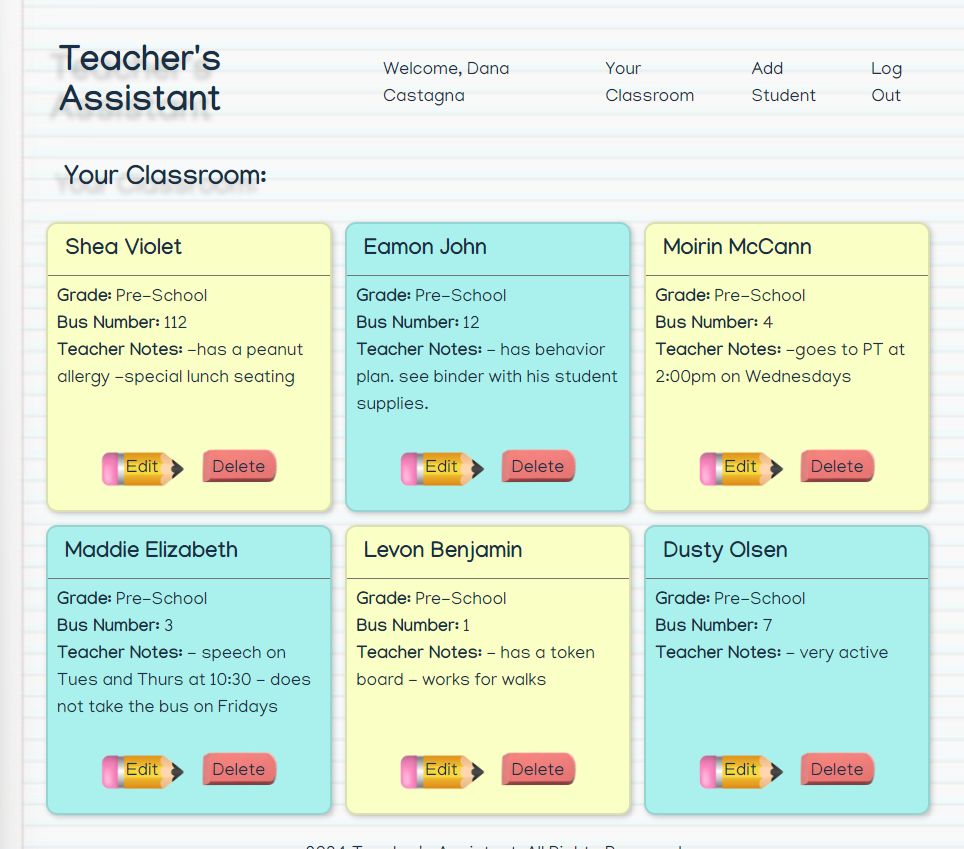 Teacher's
Assistant
Welcome, Dana
Castagna
Your
Classroom
Add
Student
Log
Out
Your Classroom:
Shea Violet
Grade: Pre-School
Bus Number: 112
Teacher Notes: -has a peanut
allergy -special lunch seating
Edit
Delete
Eamon John
Grade: Pre-School
Bus Number: 12
Teacher Notes: - has behavior
plan. see binder with his student
supplies.
Edit
Delete
Moirin McCann
Grade: Pre-School
Bus Number: 4
Teacher Notes: -goes to PT at
2:00pm on Wednesdays
Edit
Delete
Maddie Elizabeth
Grade: Pre-School
Bus Number: 3
Teacher Notes: - speech on
Tues and Thurs at 10:30 - does
not take the bus on Fridays
Edit
Delete
Levon Benjamin
Grade: Pre-School
Bus Number: 1
Teacher Notes: - has a token
board - works for walks
Edit
Delete
Dusty Olsen
Grade: Pre-School
Bus Number: 7
Teacher Notes: - very active
Edit
Delete